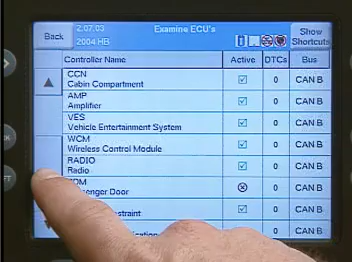 Back
2.07.03
Examine ECU's
2004 HB
Show
Shortcuts
Controller Name
Active
DTCs
Bus
CCN
Cabin Compartment
0
CAN B
AMP
Amplifier
0
CAN B
VES
Vehicle Entertainment System
0
CAN B
WCM
Wireless Control Module
0
CAN B
RADIO
Radio
0
CAN B
Door
0
CAN B
0
CAN B
0
CAN B